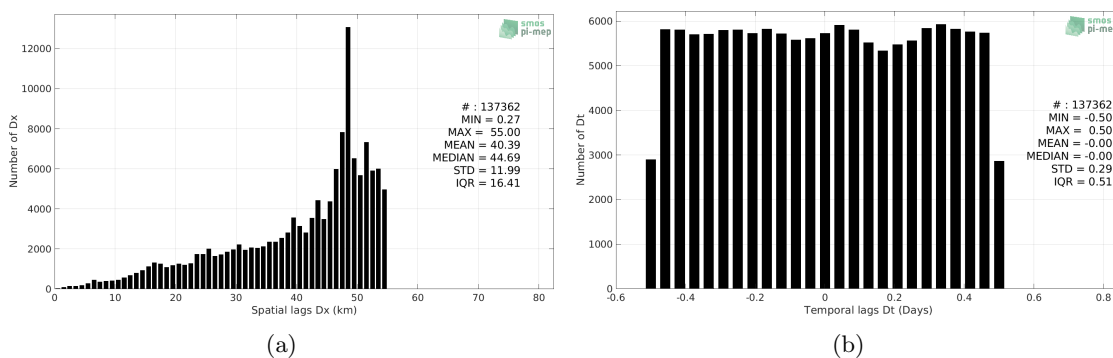 smos
pi-mep
12000
10000
8000
6000
4000
2000
0
Number of Dx
# : 137362
MIN = 0.27
MAX = 55.00
MEAN = 40.39
MEDIAN = 44.69
STD = 11.99
IQR = 16.41
0 10 20 30 40 50 60 70 80
Spatial lags Dx (km)
(a)
smos
pi-mep
6000
5000
4000
3000
2000
1000
0
Number of Dt
# : 137362
MIN = -0.50
MAX = 0.50
MEAN = -0.00
MEDIAN = -0.00
STD = 0.29
IQR = 0.51
-0.6 -0.4 -0.2 0 0.2 0.4 0.6 0.8
Temporal lags Dt (Days)
(b)